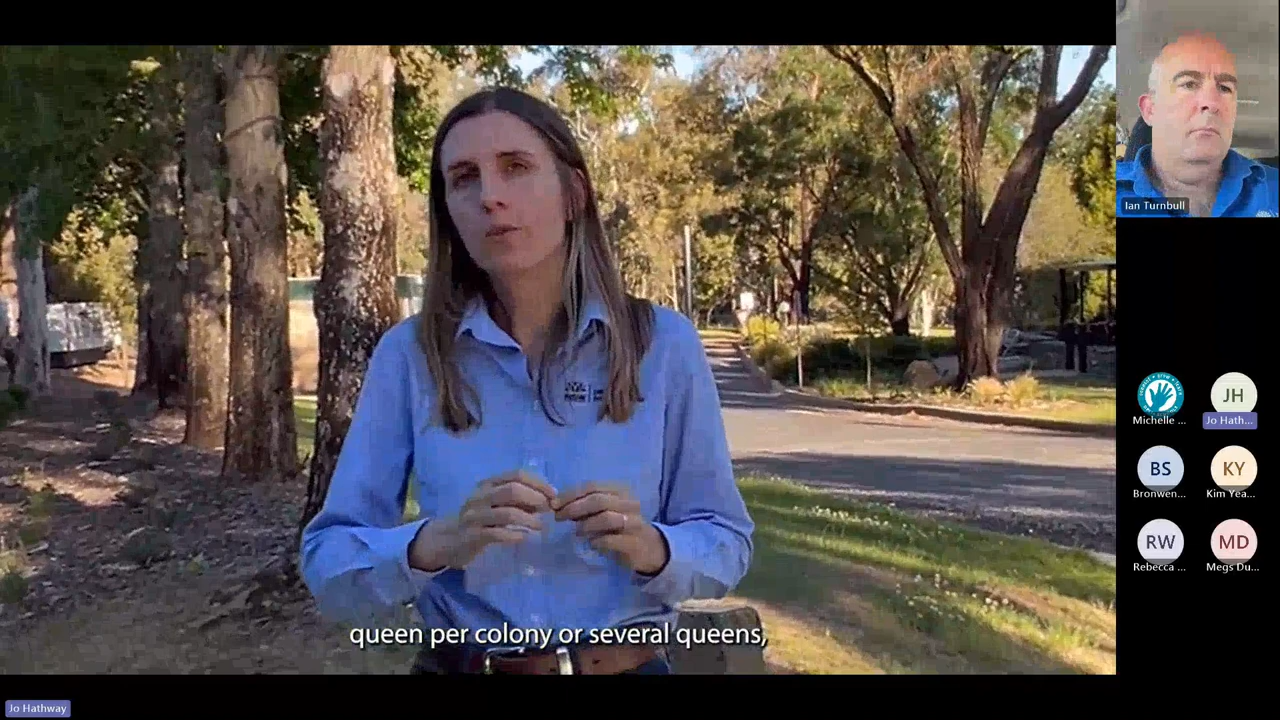 Ian Turnbull
Michelle ...
JH
Jo Hath...
BS
Bronwen...
KY
Kim Yea...
RW
Rebecca ...
MD
Megs Du...
queen per colony or several queens,
Jo Hathway